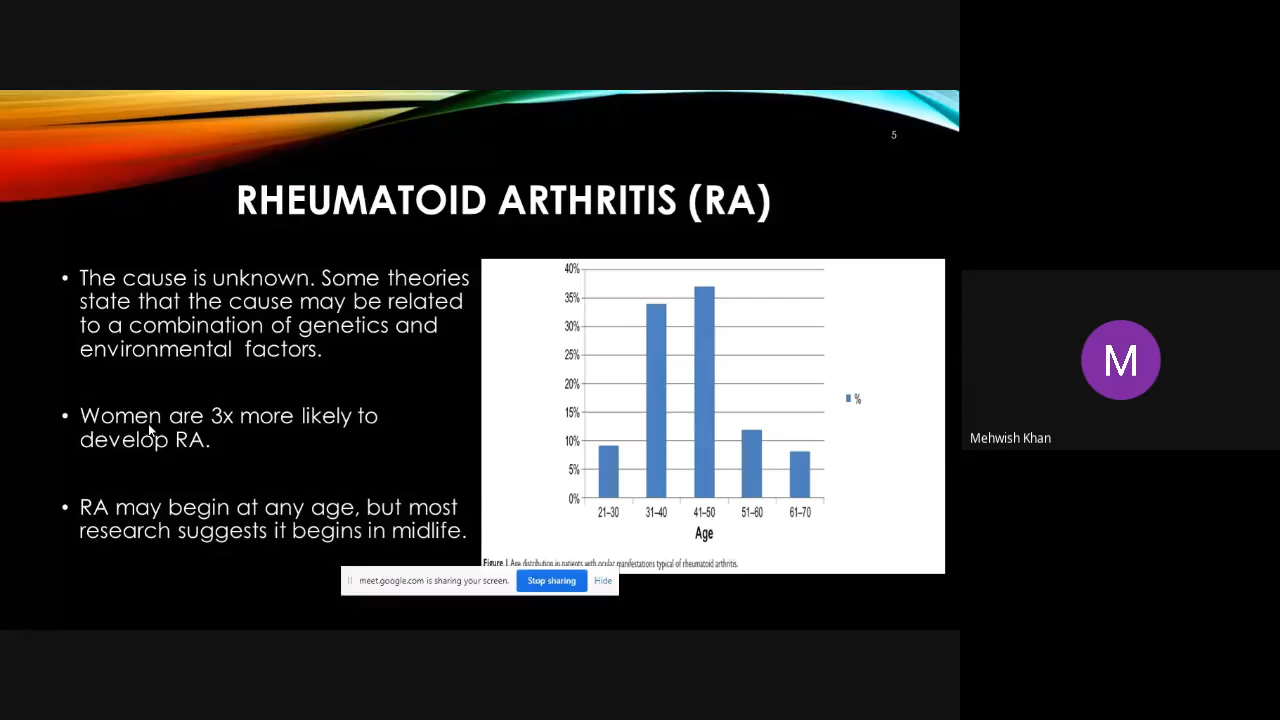 5
RHEUMATOID ARTHRITIS (RA)
• The cause is unknown. Some theories
state that the cause may be related
to a combination of genetics and
environmental factors.
• Women are 3x more likely to
develop RA.
• RA may begin at any age, but most
research suggests it begins in midlife.
40%
35%
30%
25%
20%
15%
10%
5%
0%
21–30 31–40 41–50 51–60 61–70
Age
%
Figure 1 Age distribution in patients with ocular manifestations typical of rheumatoid arthritis.
meet.google.com is sharing your screen. Stop sharing Hide
M
Mehwish Khan